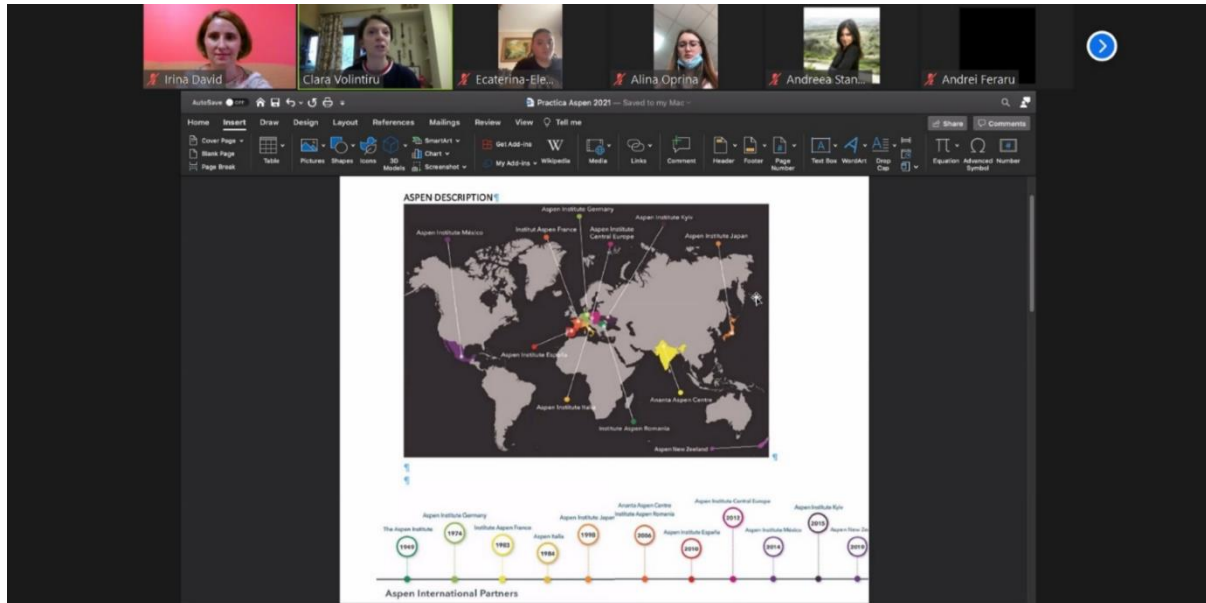 Irina David
Clara Volintiru
Ecaterina-Ele...
Alina Oprina
Andreea Stan...
Andrei Feraru
AutoSave OFF
Practica Aspen 2021 — Saved to my Mac
Home Insert Draw Design Layout References Mailings Review View Tell me
Share Comments
Cover Page
Blank Page
Page Break
Table
Pictures
Shapes
Icons
3D Models
SmartArt
Chart
Screenshot
Get Add-ins
My Add-ins
Wikipedia
Media
Links
Comment
Header
Footer
Page Number
Text Box
WordArt
Drop Cap
Equation
Advanced Symbol
Number
ASPEN DESCRIPTION¶
Aspen Institute Germany
Aspen Institute Kyiv
Aspen Institute México
Institut Aspen France
Aspen Institute Central Europe
Aspen Institute Japan
Aspen Institute España
Aspen Institute Italia
Ananta Aspen Centre
Institute Aspen Romania
Aspen New Zealand
¶
¶
¶
The Aspen Institute
1949
Aspen Institute Germany
1974
Institute Aspen France
1983
Aspen Italia
1984
Aspen Institute Japan
1998
Ananta Aspen Centre
Institute Aspen Romania
2006
Aspen Institute España
2010
Aspen Institute Central Europe
2012
Aspen Institute México
2014
Aspen Institute Kyiv
2015
Aspen New Zea
2019
Aspen International Partners